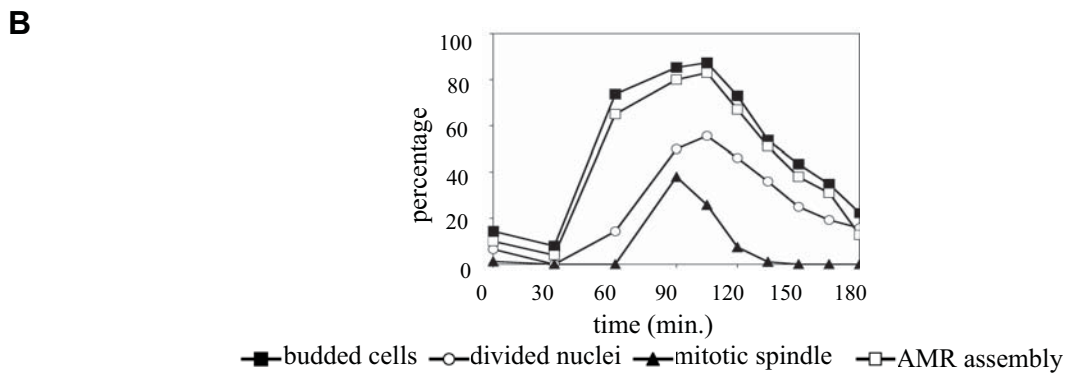 B
100
80
60
40
20
0
percentage
0 30 60 90 120 150 180
time (min.)
budded cells divided nuclei mitotic spindle AMR assembly